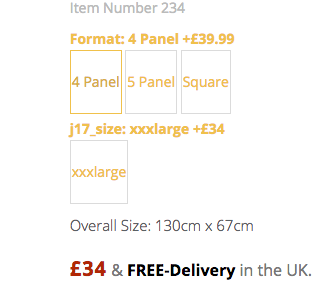 Item Number 234
Format: 4 Panel +£39.99
4 Panel 5 Panel Square
j17_size: xxxlarge +£34
xxxlarge
Overall Size: 130cm x 67cm
£34 & FREE-Delivery in the UK.